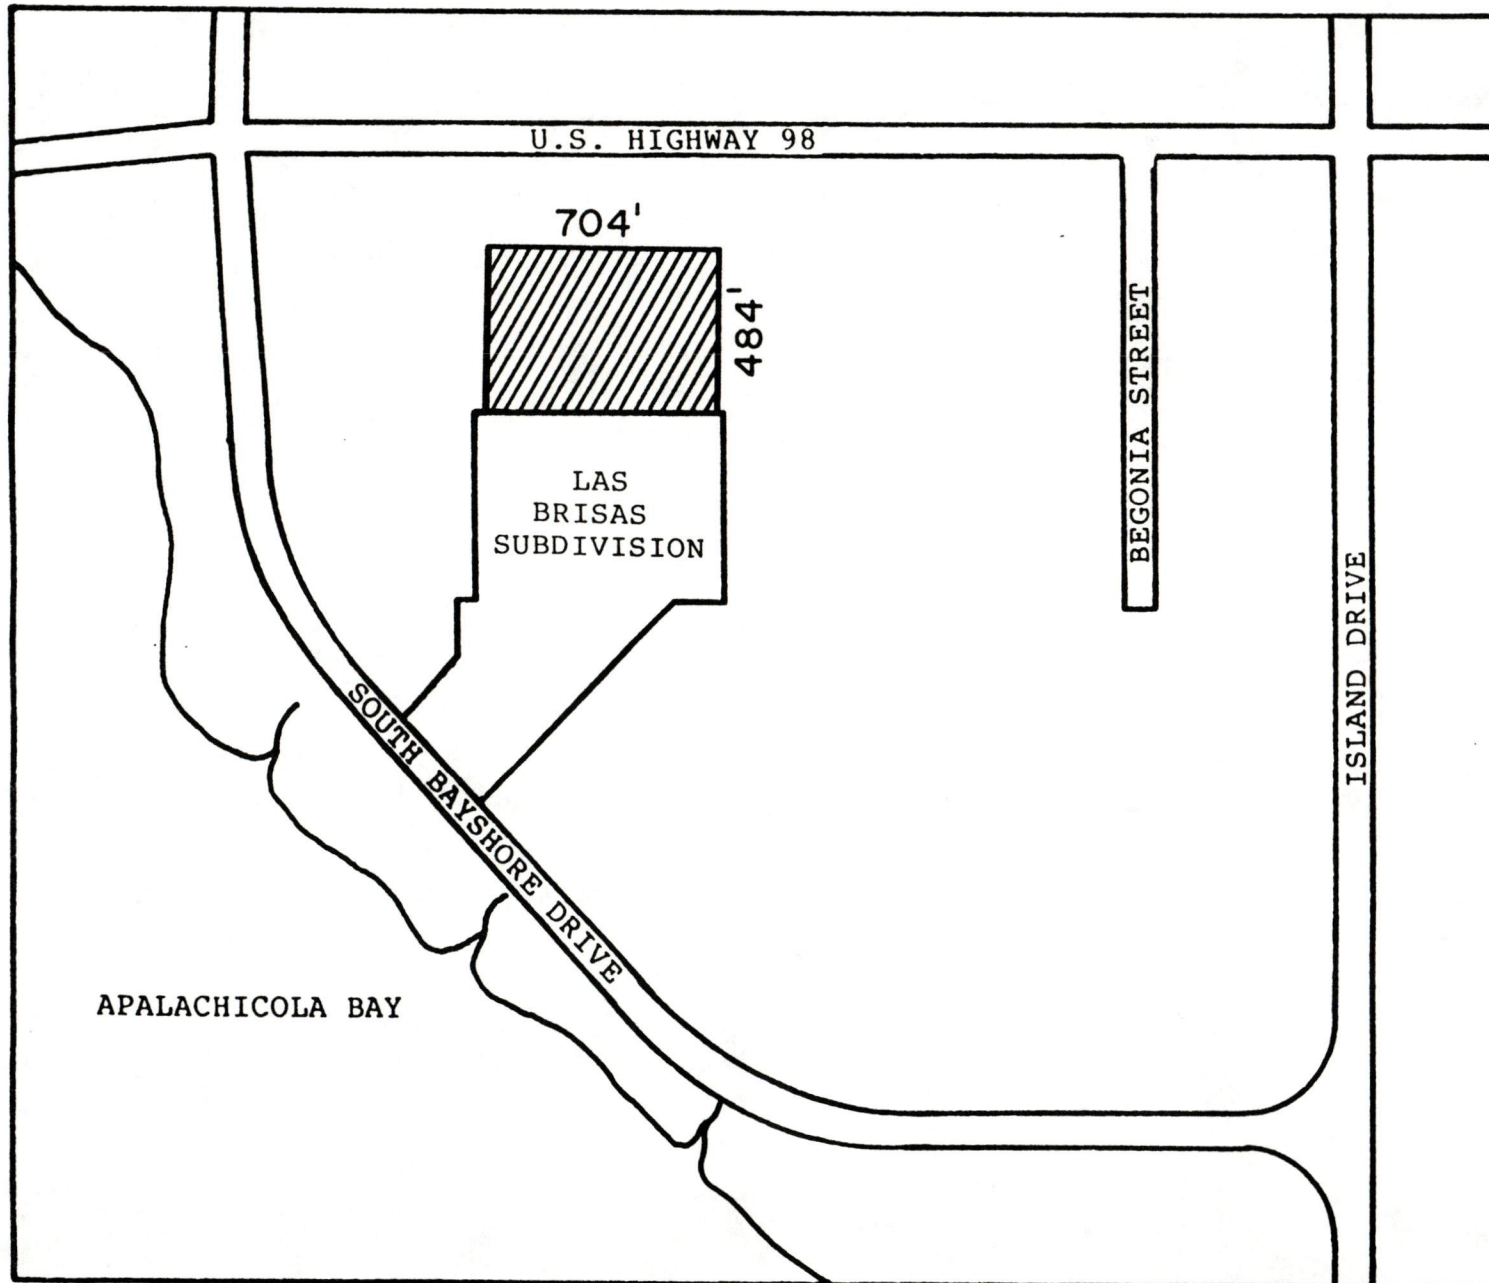 U.S. HIGHWAY 98
704'
484'
BEGONIA STREET
LAS
BRISAS
SUBDIVISION
ISLAND DRIVE
SOUTH BAYSHORE DRIVE
APALACHICOLA BAY